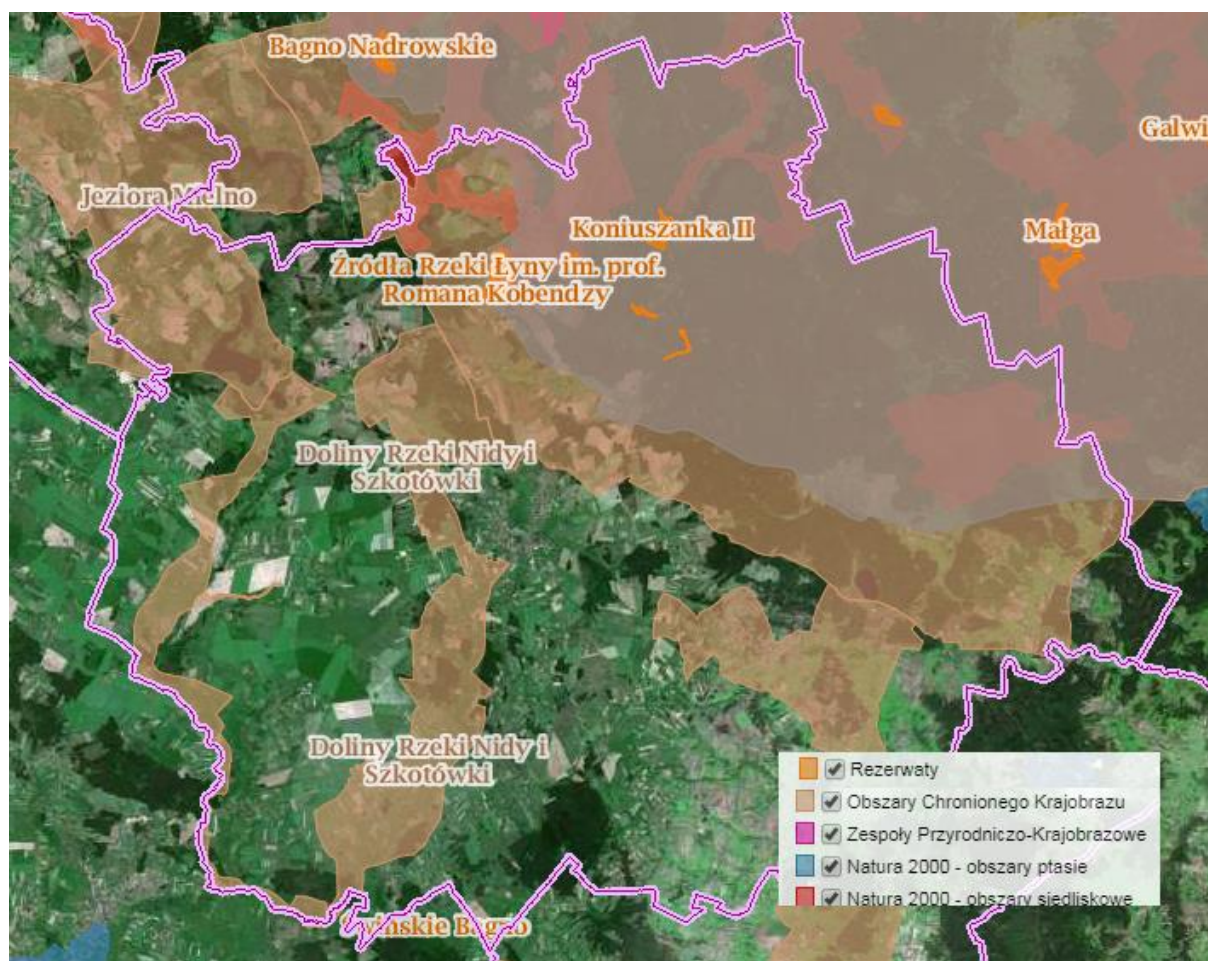 Bagno Nadrowskie
Galwi
Jeziora Mielno
Koniuszanka II
Małga
Źródła Rzeki Łyny im. prof.
Romana Kobendzy
Doliny Rzeki Nidy i
Szkotówki
Doliny Rzeki Nidy i
Szkotówki
Rezerwaty
Obszary Chronionego Krajobrazu
Zespoły Przyrodniczo-Krajobrazowe
Natura 2000 - obszary ptasie
Natura 2000 - obszary siedliskowe
Bagno